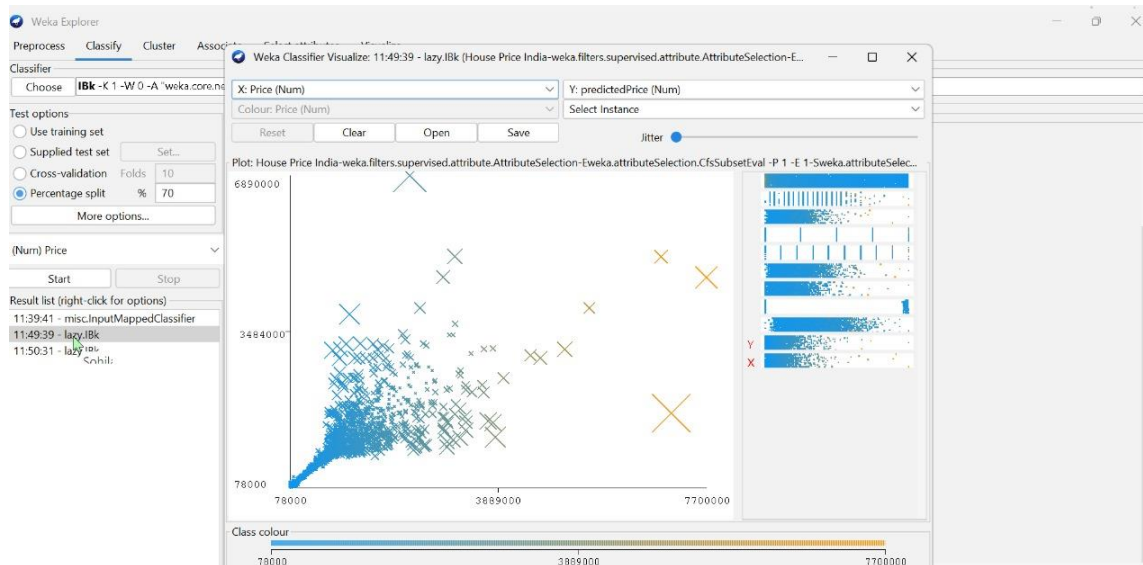 Weka Explorer
Preprocess Classify Cluster
Classifier
Choose IBk -K 1 -W 0 -A "weka.core.ne
Test options
Use training set
Supplied test set Set...
Cross-validation Folds 10
Percentage split % 70
More options...
(Num) Price
Start Stop
Result list (right-click for options)
11:39:41 - misc.InputMappedClassifier
11:49:39 - lazy.IBk
11:50:31 - lazy.IBk
Weka Classifier Visualize: 11:49:39 - lazy.IBk (House Price India-weka.filters.supervised.attribute.AttributeSelection-E...
X: Price (Num) Y: predictedPrice (Num)
Colour: Price (Num) Select Instance
Reset Clear Open Save Jitter
Plot: House Price India-weka.filters.supervised.attribute.AttributeSelection-Eweka.attributeSelection.CfsSubsetEval -P 1 -E 1-Sweka.attributeSelec...
6890000
3484000
78000
78000 3889000 7700000
Y
X
Class colour
78000 3889000 7700000